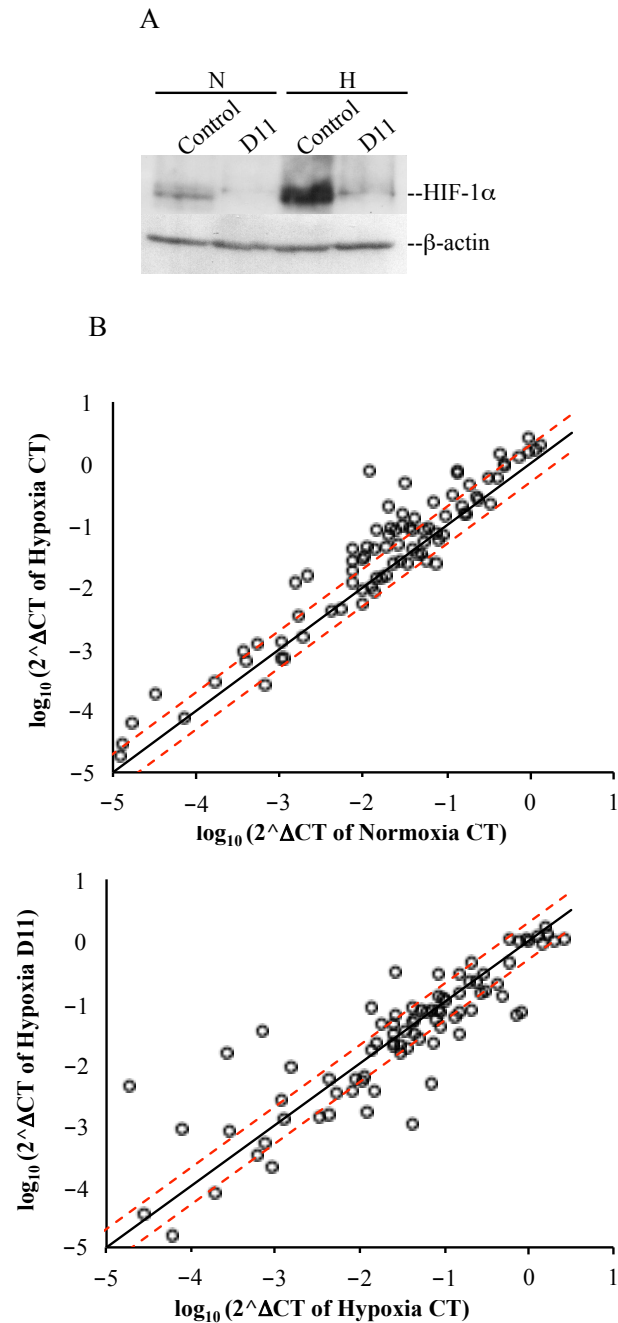 A
N H
Control D11 Control D11
--HIF-1α
--β-actin
B
1
0
−1
−2
−3
−4
−5
log10 (2^ΔCT of Hypoxia CT)
−5 −4 −3 −2 −1 0 1
log10 (2^ΔCT of Normoxia CT)
1
0
−1
−2
−3
−4
−5
log10 (2^ΔCT of Hypoxia D11)
−5 −4 −3 −2 −1 0 1
log10 (2^ΔCT of Hypoxia CT)